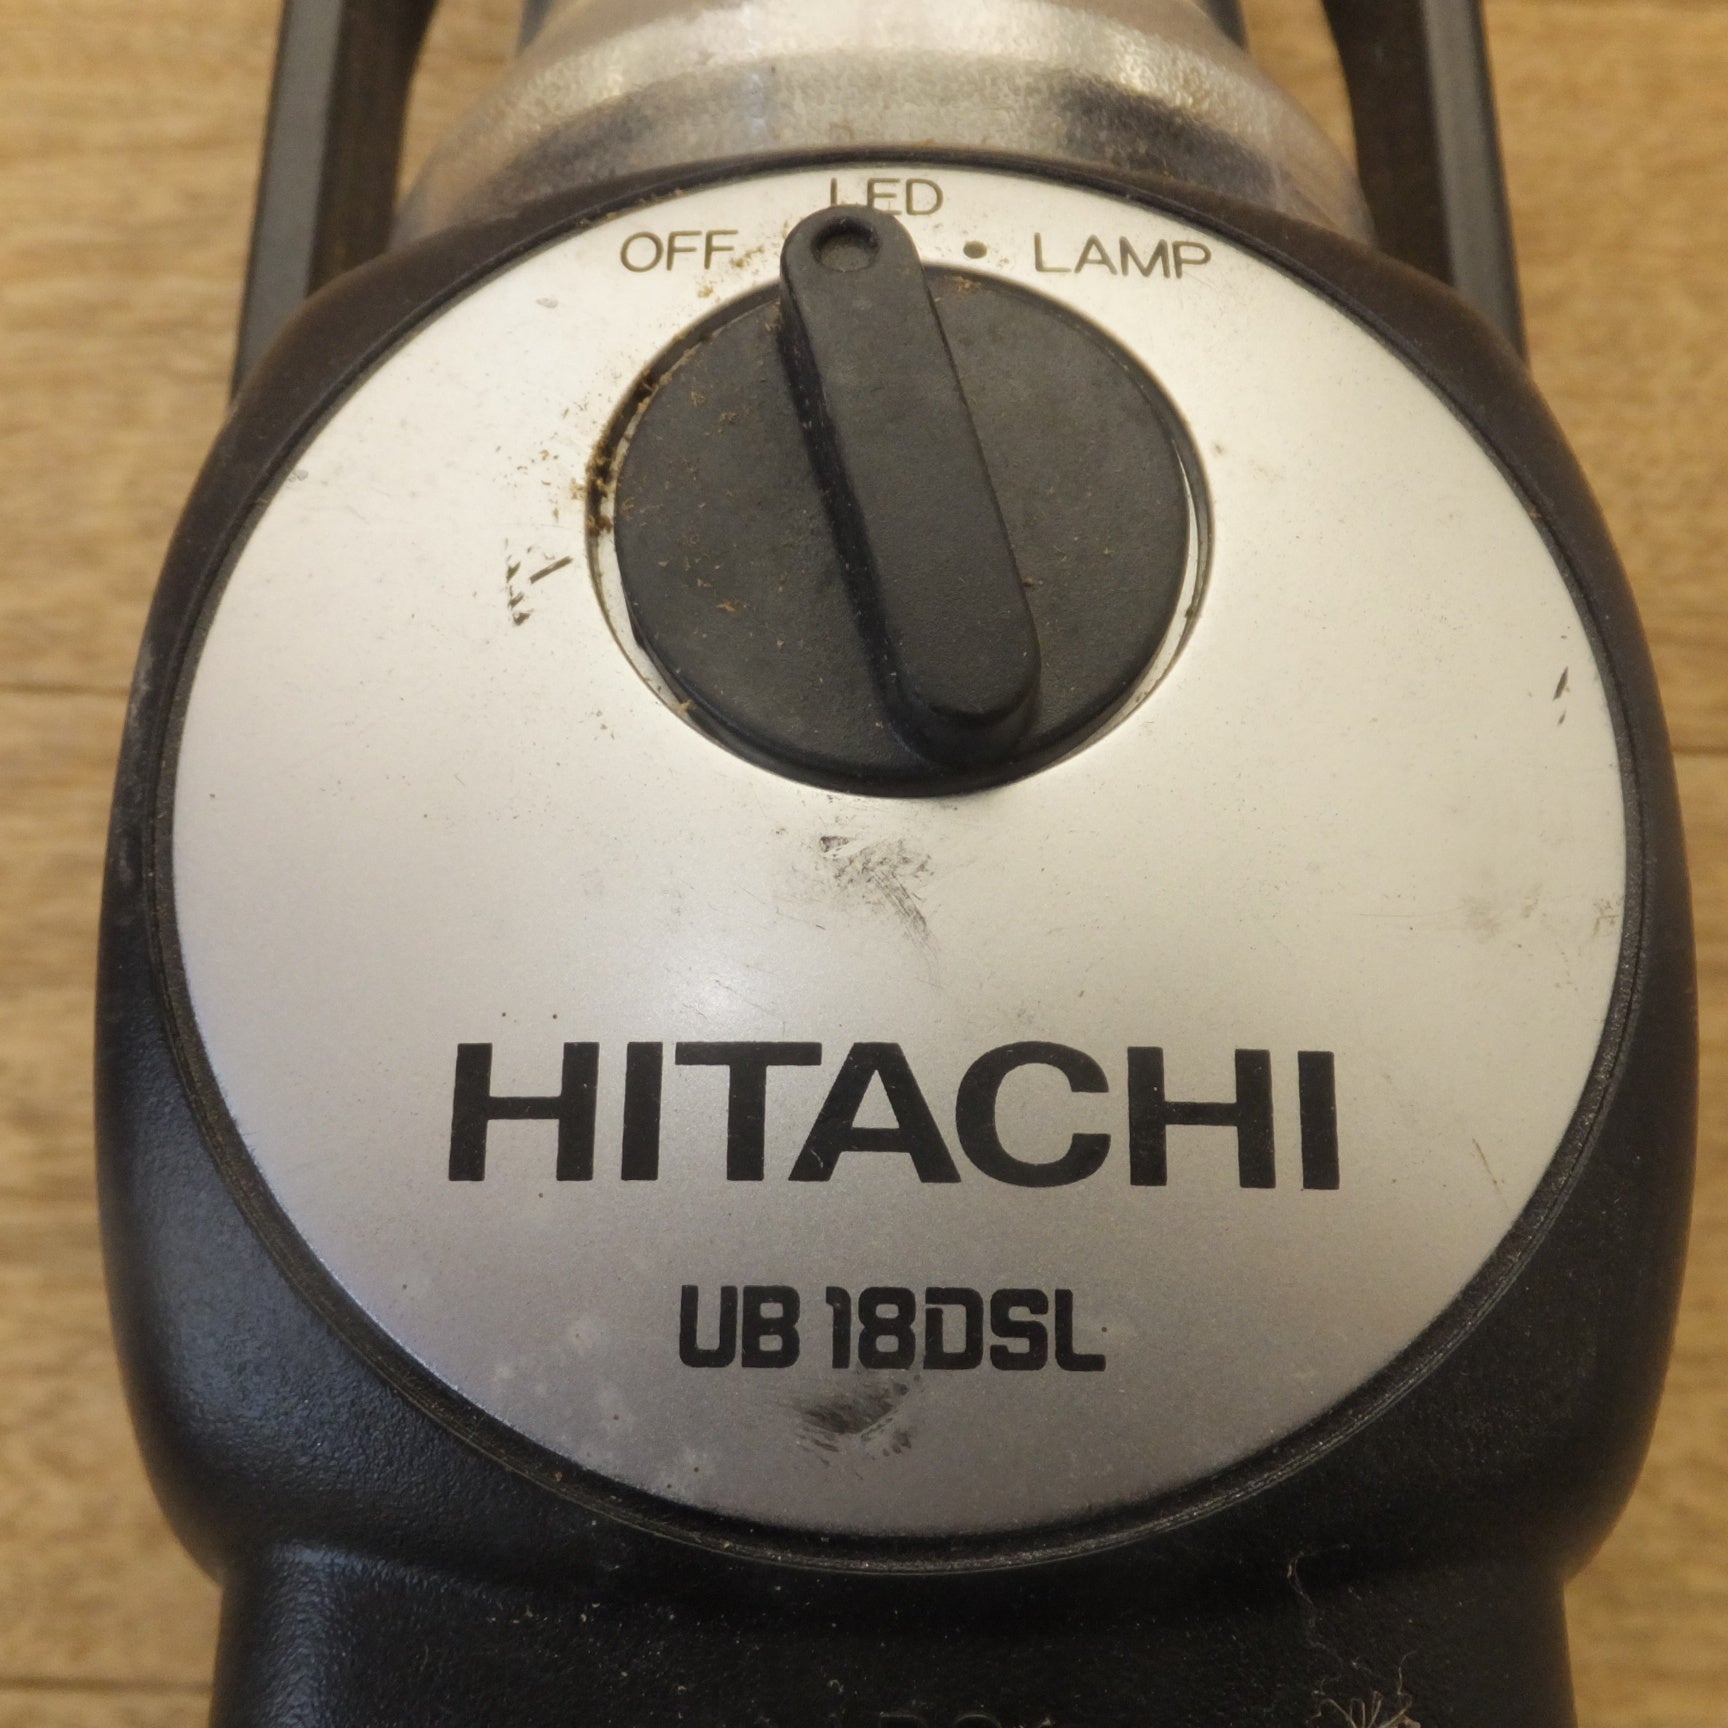 LED
OFF • LAMP
HITACHI
UB 18DSL